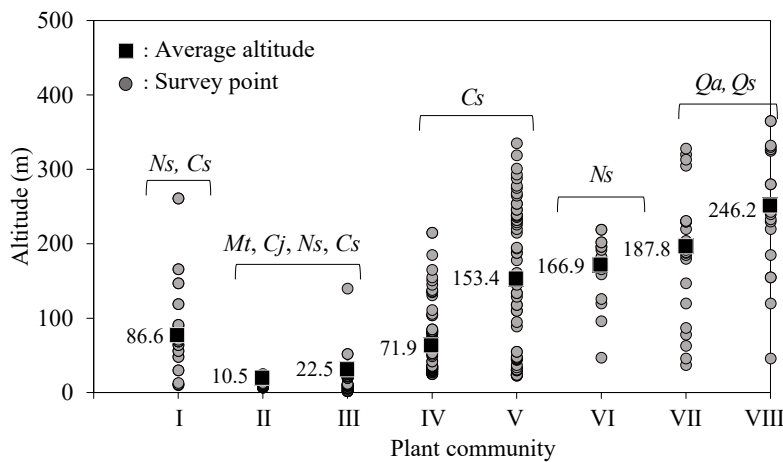 500
400
300
200
100
0
Altitude (m)
■ : Average altitude
● : Survey point
Ns, Cs
Mt, Cj, Ns, Cs
Cs
Ns
Qa, Qs
86.6
10.5
22.5
71.9
153.4
166.9
187.8
246.2
I II III IV V VI VII VIII
Plant community